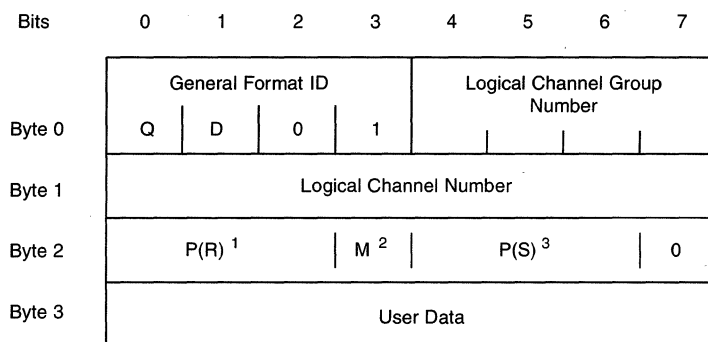 Bits 0 1 2 3 4 5 6 7
General Format ID Logical Channel Group
Number
Byte 0 Q D 0 1
Byte 1 Logical Channel Number
Byte 2 P(R) 1 M 2 P(S) 3 0
Byte 3 User Data